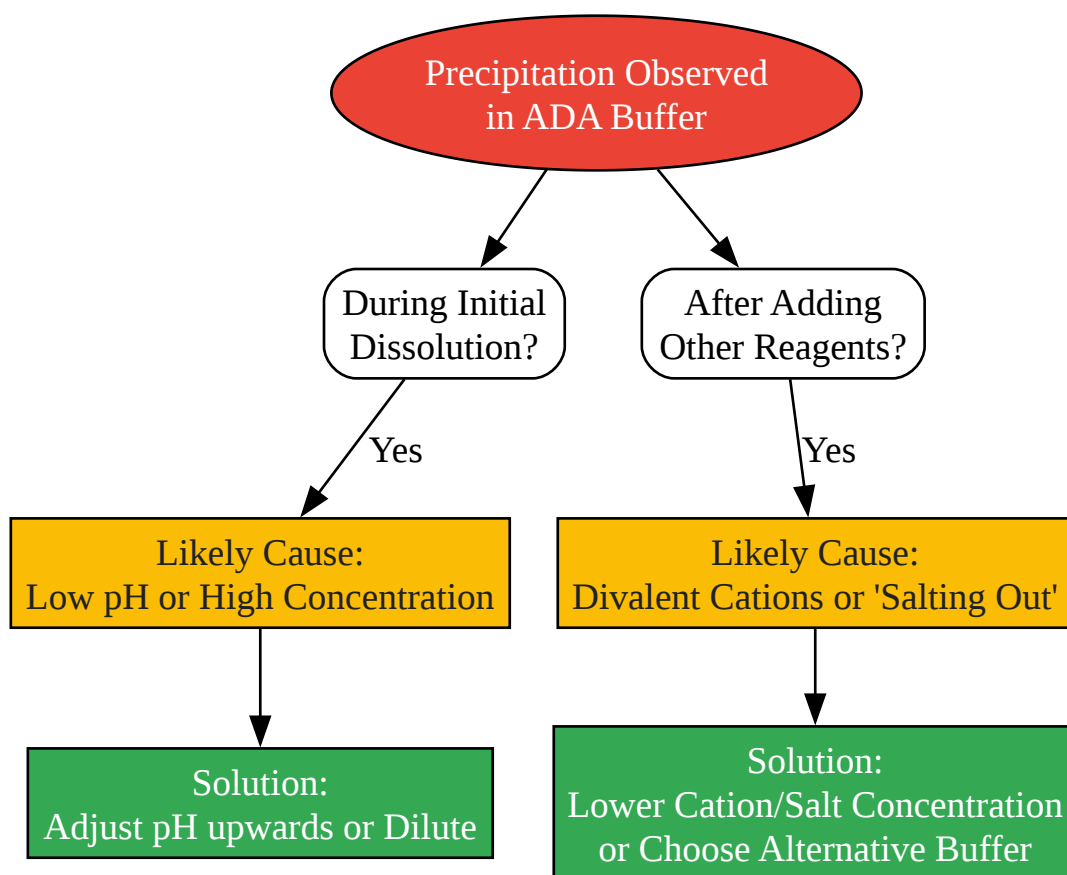 Precipitation Observed
in ADA Buffer
During Initial
Dissolution?
After Adding
Other Reagents?
Yes
Yes
Likely Cause:
Low pH or High Concentration
Likely Cause:
Divalent Cations or 'Salting Out'
Solution:
Adjust pH upwards or Dilute
Solution:
Lower Cation/Salt Concentration
or Choose Alternative Buffer